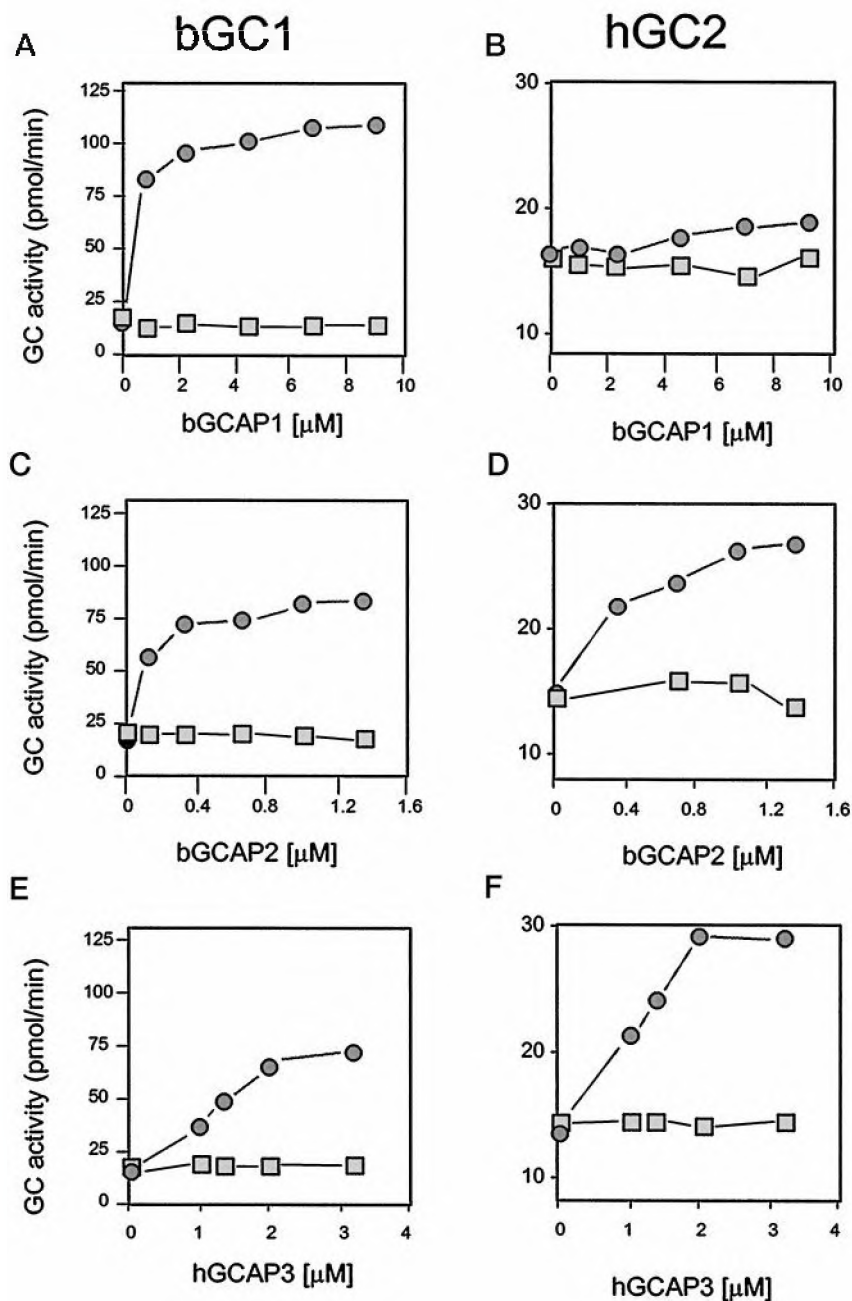 bGC1
hGC2
A
B
GC activity (pmol/min)
125
100
75
50
25
0
0 2 4 6 8 10
bGCAP1 [µM]
30
20
10
0 2 4 6 8 10
bGCAP1 [µM]
C
D
GC activity (pmol/min)
125
100
75
50
25
0
0 0.4 0.8 1.2 1.6
bGCAP2 [µM]
30
20
10
0 0.4 0.8 1.2 1.6
bGCAP2 [µM]
E
F
GC activity (pmol/min)
125
100
75
50
25
0
0 1 2 3 4
hGCAP3 [µM]
30
20
10
0 1 2 3 4
hGCAP3 [µM]